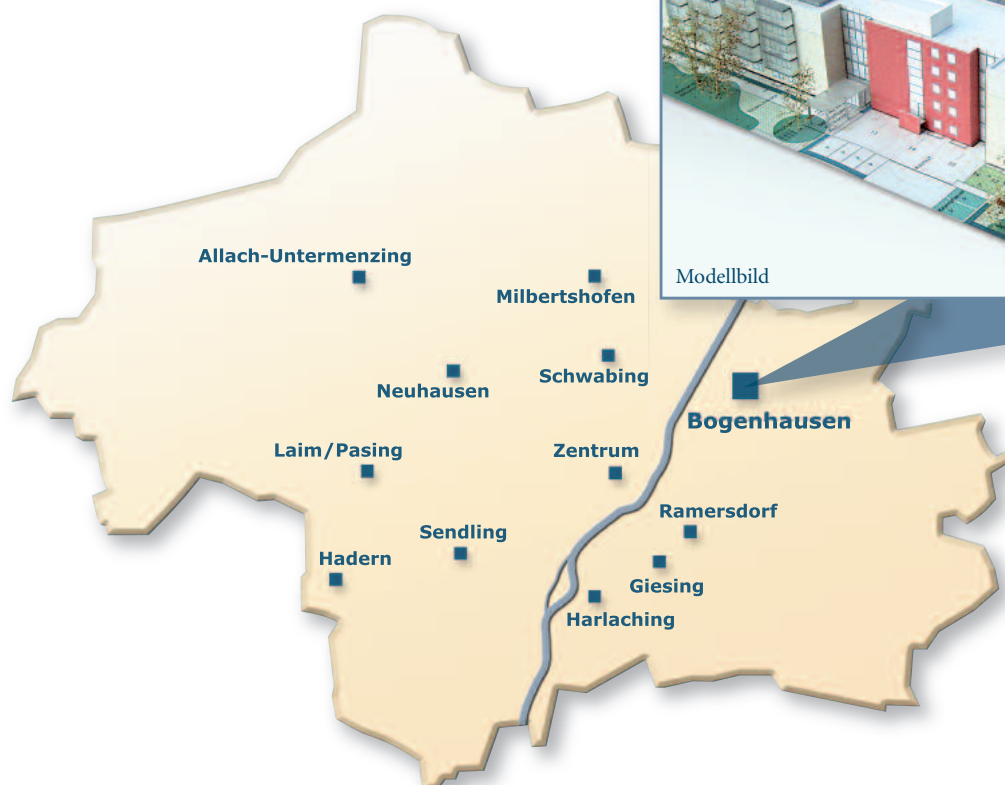 Modellbild
Allach-Untermenzing
Milbertshofen
Neuhausen
Schwabing
Bogenhausen
Laim/Pasing
Zentrum
Ramersdorf
Sendling
Hadern
Giesing
Harlaching